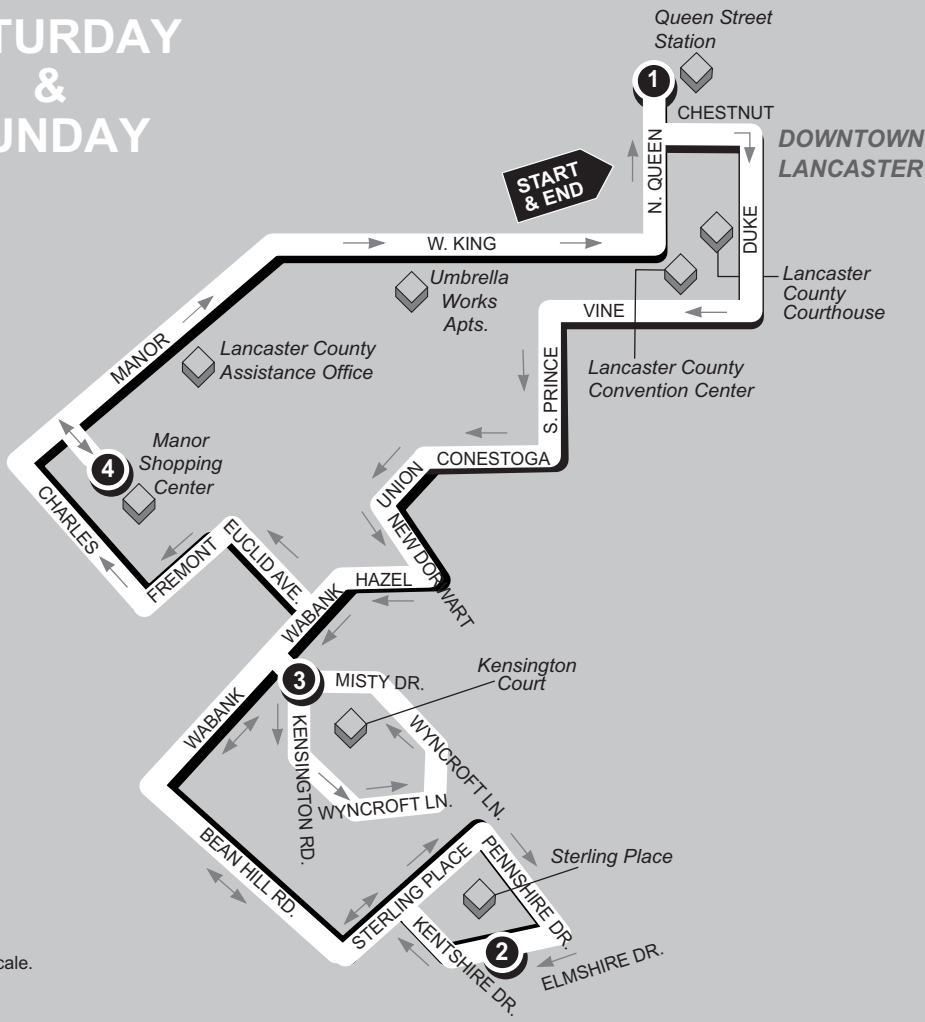 TURDAY
&
UNDAY
Queen Street
Station
1
CHESTNUT
DOWNTOWN
LANCASTER
N. QUEEN
START
& END
DUKE
W. KING
Umbrella
Works
Apts.
Lancaster
County
Courthouse
VINE
MANOR
Lancaster County
Assistance Office
Lancaster County
Convention Center
S. PRINCE
Manor
Shopping
Center
4
CONESTOGA
UNION
CHARLES
NEW DORWART
EUCLID AVE.
FREMONT
HAZEL
WABANK
3
MISTY DR.
Kensington
Court
WABANK
KENSINGTON RD.
WYNCROFT LN.
WYNCROFT LN.
BEAN HILL RD.
STERLING PLACE
PENNSHIRE DR.
Sterling Place
KENTSHIRE DR.
2
ELMSHIRE DR.
cale.